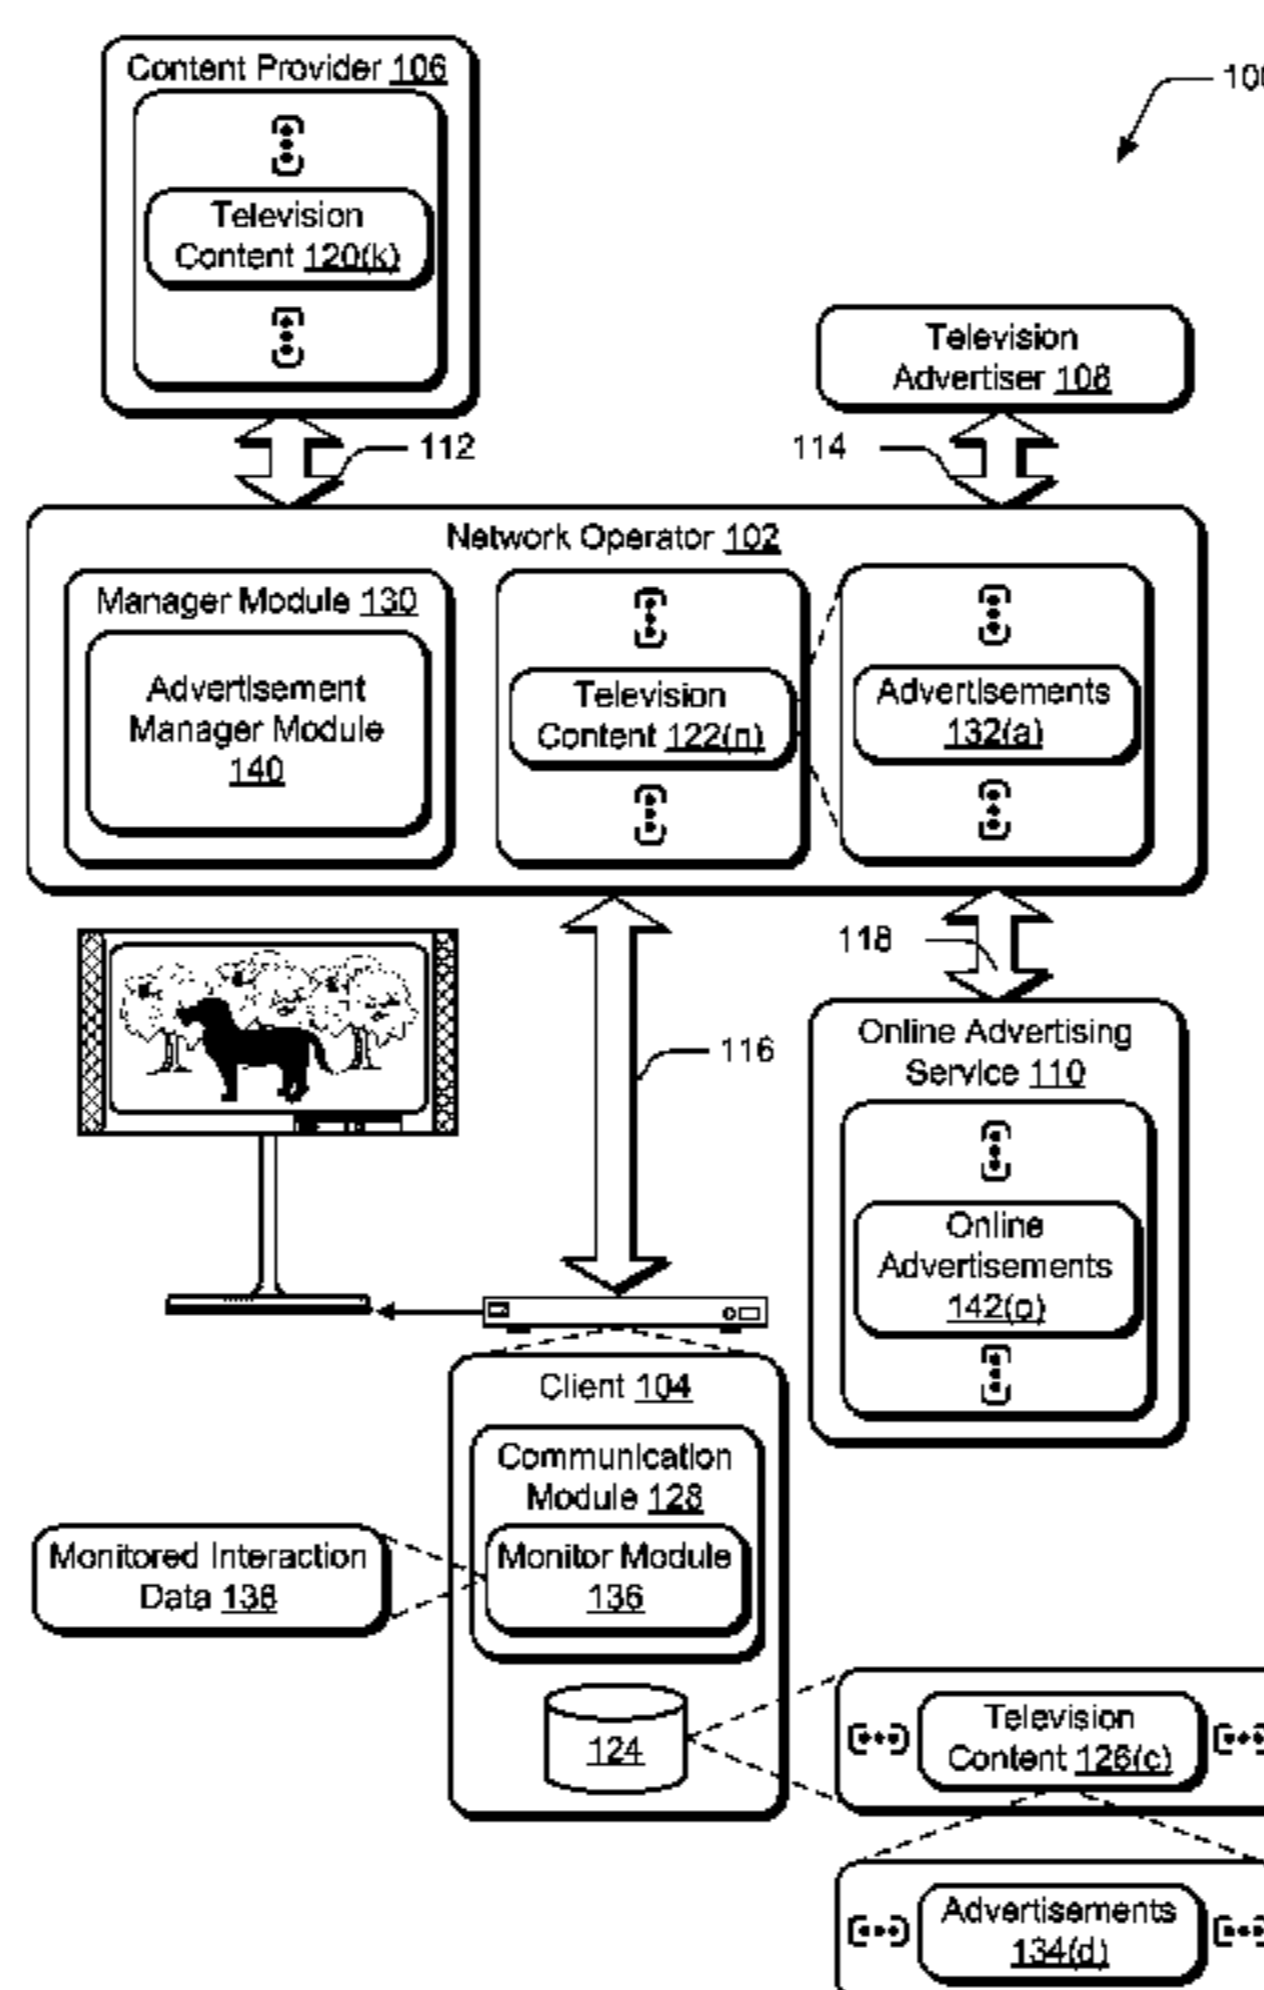 Content Provider 106
Television
Content 120(k)
Television
Advertiser 108
112
114
Network Operator 102
Manager Module 130
Advertisement
Manager Module
140
Television
Content 122(n)
Advertisements
132(a)
118
116
Online Advertising
Service 110
Online
Advertisements
142(o)
Client 104
Communication
Module 128
Monitor Module
136
Monitored Interaction
Data 138
124
Television
Content 126(c)
Advertisements
134(d)